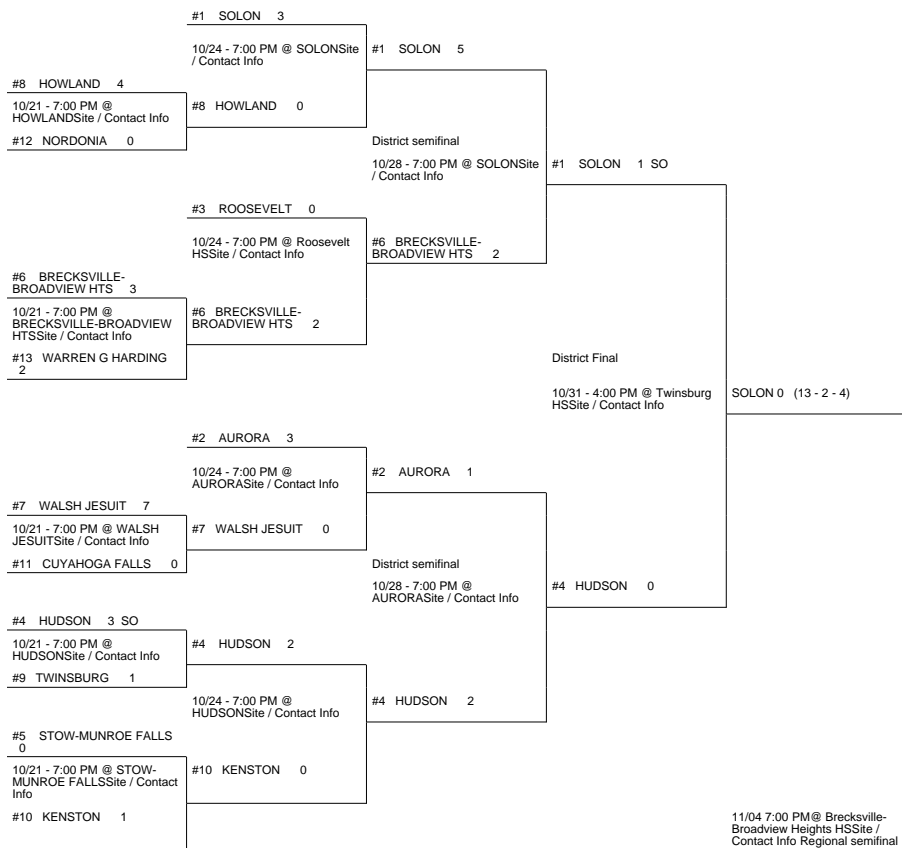 #1 SOLON 3
10/24 - 7:00 PM @ SOLONSite
/ Contact Info
#1 SOLON 5
#8 HOWLAND 4
10/21 - 7:00 PM @
HOWLANDSite / Contact Info
#8 HOWLAND 0
#12 NORDONIA 0
District semifinal
10/28 - 7:00 PM @ SOLONSite
/ Contact Info
#1 SOLON 1 SO
#3 ROOSEVELT 0
10/24 - 7:00 PM @ Roosevelt
HSSite / Contact Info
#6 BRECKSVILLE-
BROADVIEW HTS 2
#6 BRECKSVILLE-
BROADVIEW HTS 3
10/21 - 7:00 PM @
BRECKSVILLE-BROADVIEW
HTSSite / Contact Info
#6 BRECKSVILLE-
BROADVIEW HTS 2
#13 WARREN G HARDING
2
District Final
10/31 - 4:00 PM @ Twinsburg
HSSite / Contact Info
SOLON 0 (13 - 2 - 4)
#2 AURORA 3
10/24 - 7:00 PM @
AURORASite / Contact Info
#2 AURORA 1
#7 WALSH JESUIT 7
10/21 - 7:00 PM @ WALSH
JESUITSite / Contact Info
#7 WALSH JESUIT 0
#11 CUYAHOGA FALLS 0
District semifinal
10/28 - 7:00 PM @
AURORASite / Contact Info
#4 HUDSON 0
#4 HUDSON 3 SO
10/21 - 7:00 PM @
HUDSONSite / Contact Info
#4 HUDSON 2
#9 TWINSBURG 1
10/24 - 7:00 PM @
HUDSONSite / Contact Info
#4 HUDSON 2
#5 STOW-MUNROE FALLS
0
10/21 - 7:00 PM @ STOW-
MUNROE FALLSSite / Contact
Info
#10 KENSTON 0
#10 KENSTON 1
11/04 7:00 PM@ Brecksville-
Broadview Heights HSSite /
Contact Info Regional semifinal